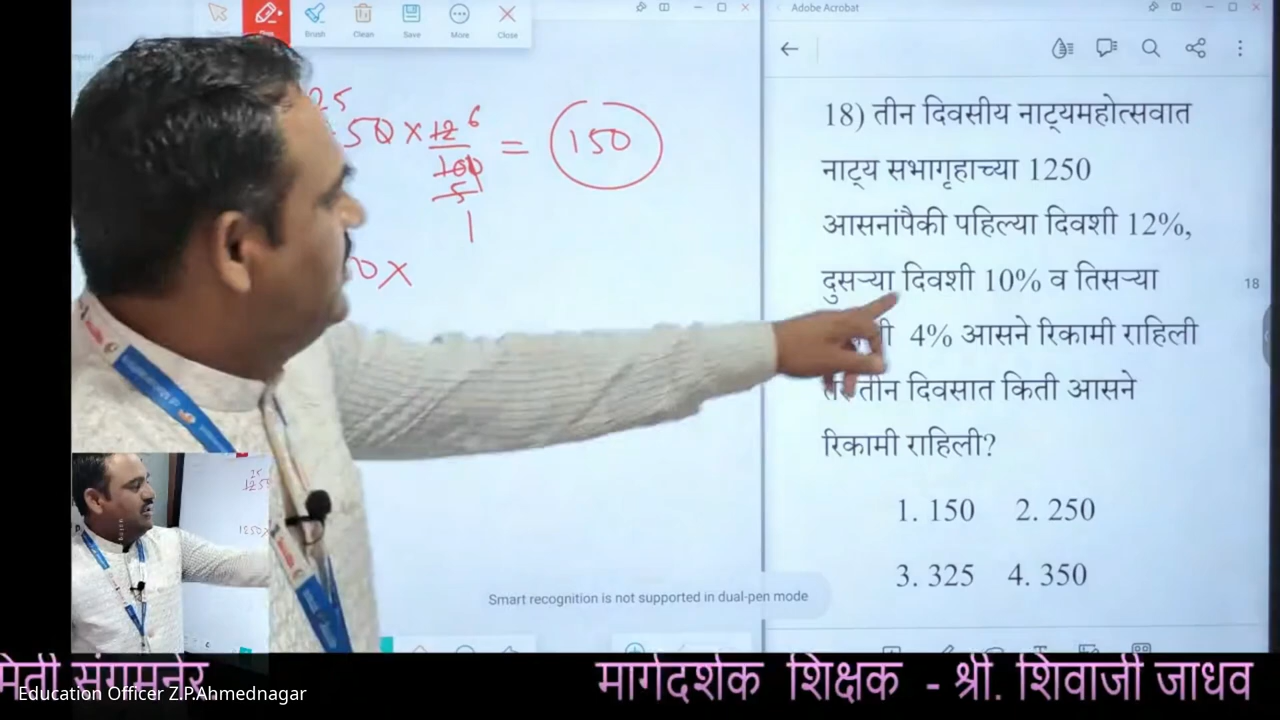 Pen
Brush
Clean
Save
More
Close
Adobe Acrobat
25
50 × 12 6 = 150
100
5
1
0 ×
18) तीन दिवसीय नाट्यमहोत्सवात
नाट्य सभागृहाच्या 1250
आसनांपैकी पहिल्या दिवशी 12%,
दुसऱ्या दिवशी 10% व तिसऱ्या
4% आसने रिकामी राहिली
तीन दिवसात किती आसने
रिकामी राहिली?
18
1. 150 2. 250
3. 325 4. 350
Smart recognition is not supported in dual-pen mode
मिती संगमनेर
मार्गदर्शक शिक्षक - श्री. शिवाजी जाधव
Education Officer Z.P.Ahmednagar